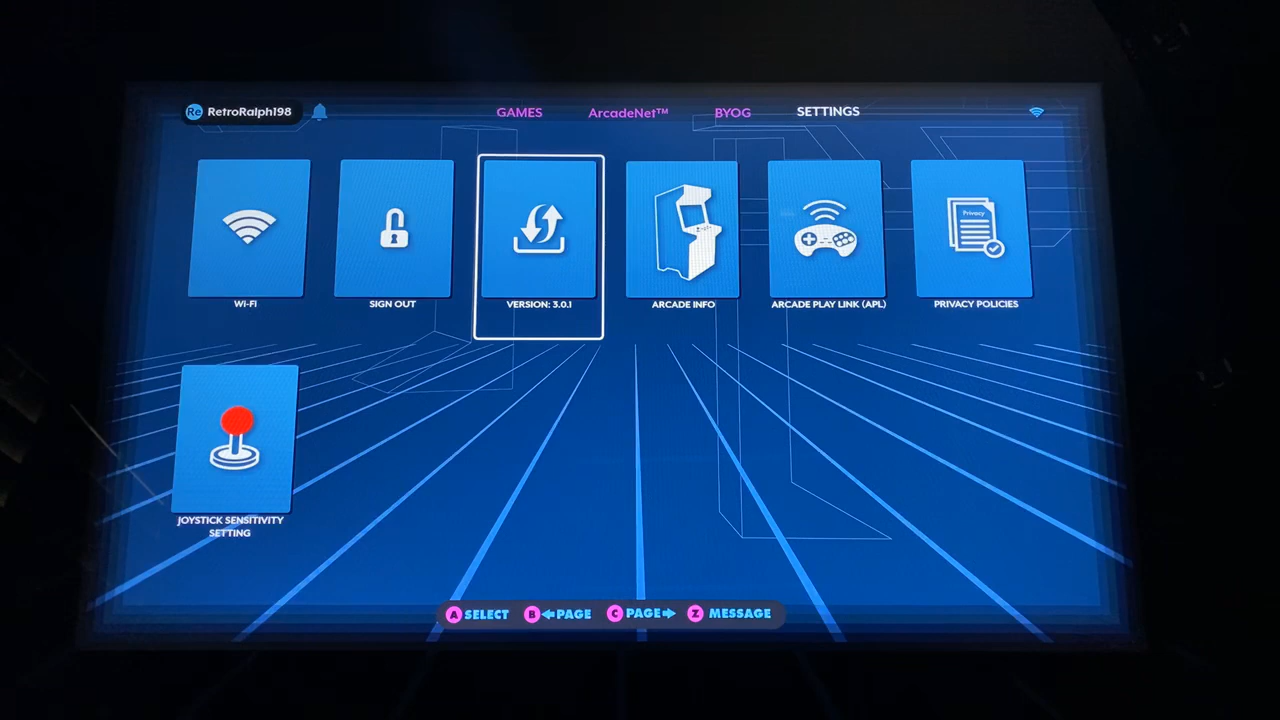 Re RetroRalph198
GAMES
ArcadeNet™
BYOG
SETTINGS
Privacy
WI-FI
SIGN OUT
VERSION: 3.0.1
ARCADE INFO
ARCADE PLAY LINK (APL)
PRIVACY POLICIES
JOYSTICK SENSITIVITY
SETTING
A SELECT
B PAGE
C PAGE
Z MESSAGE